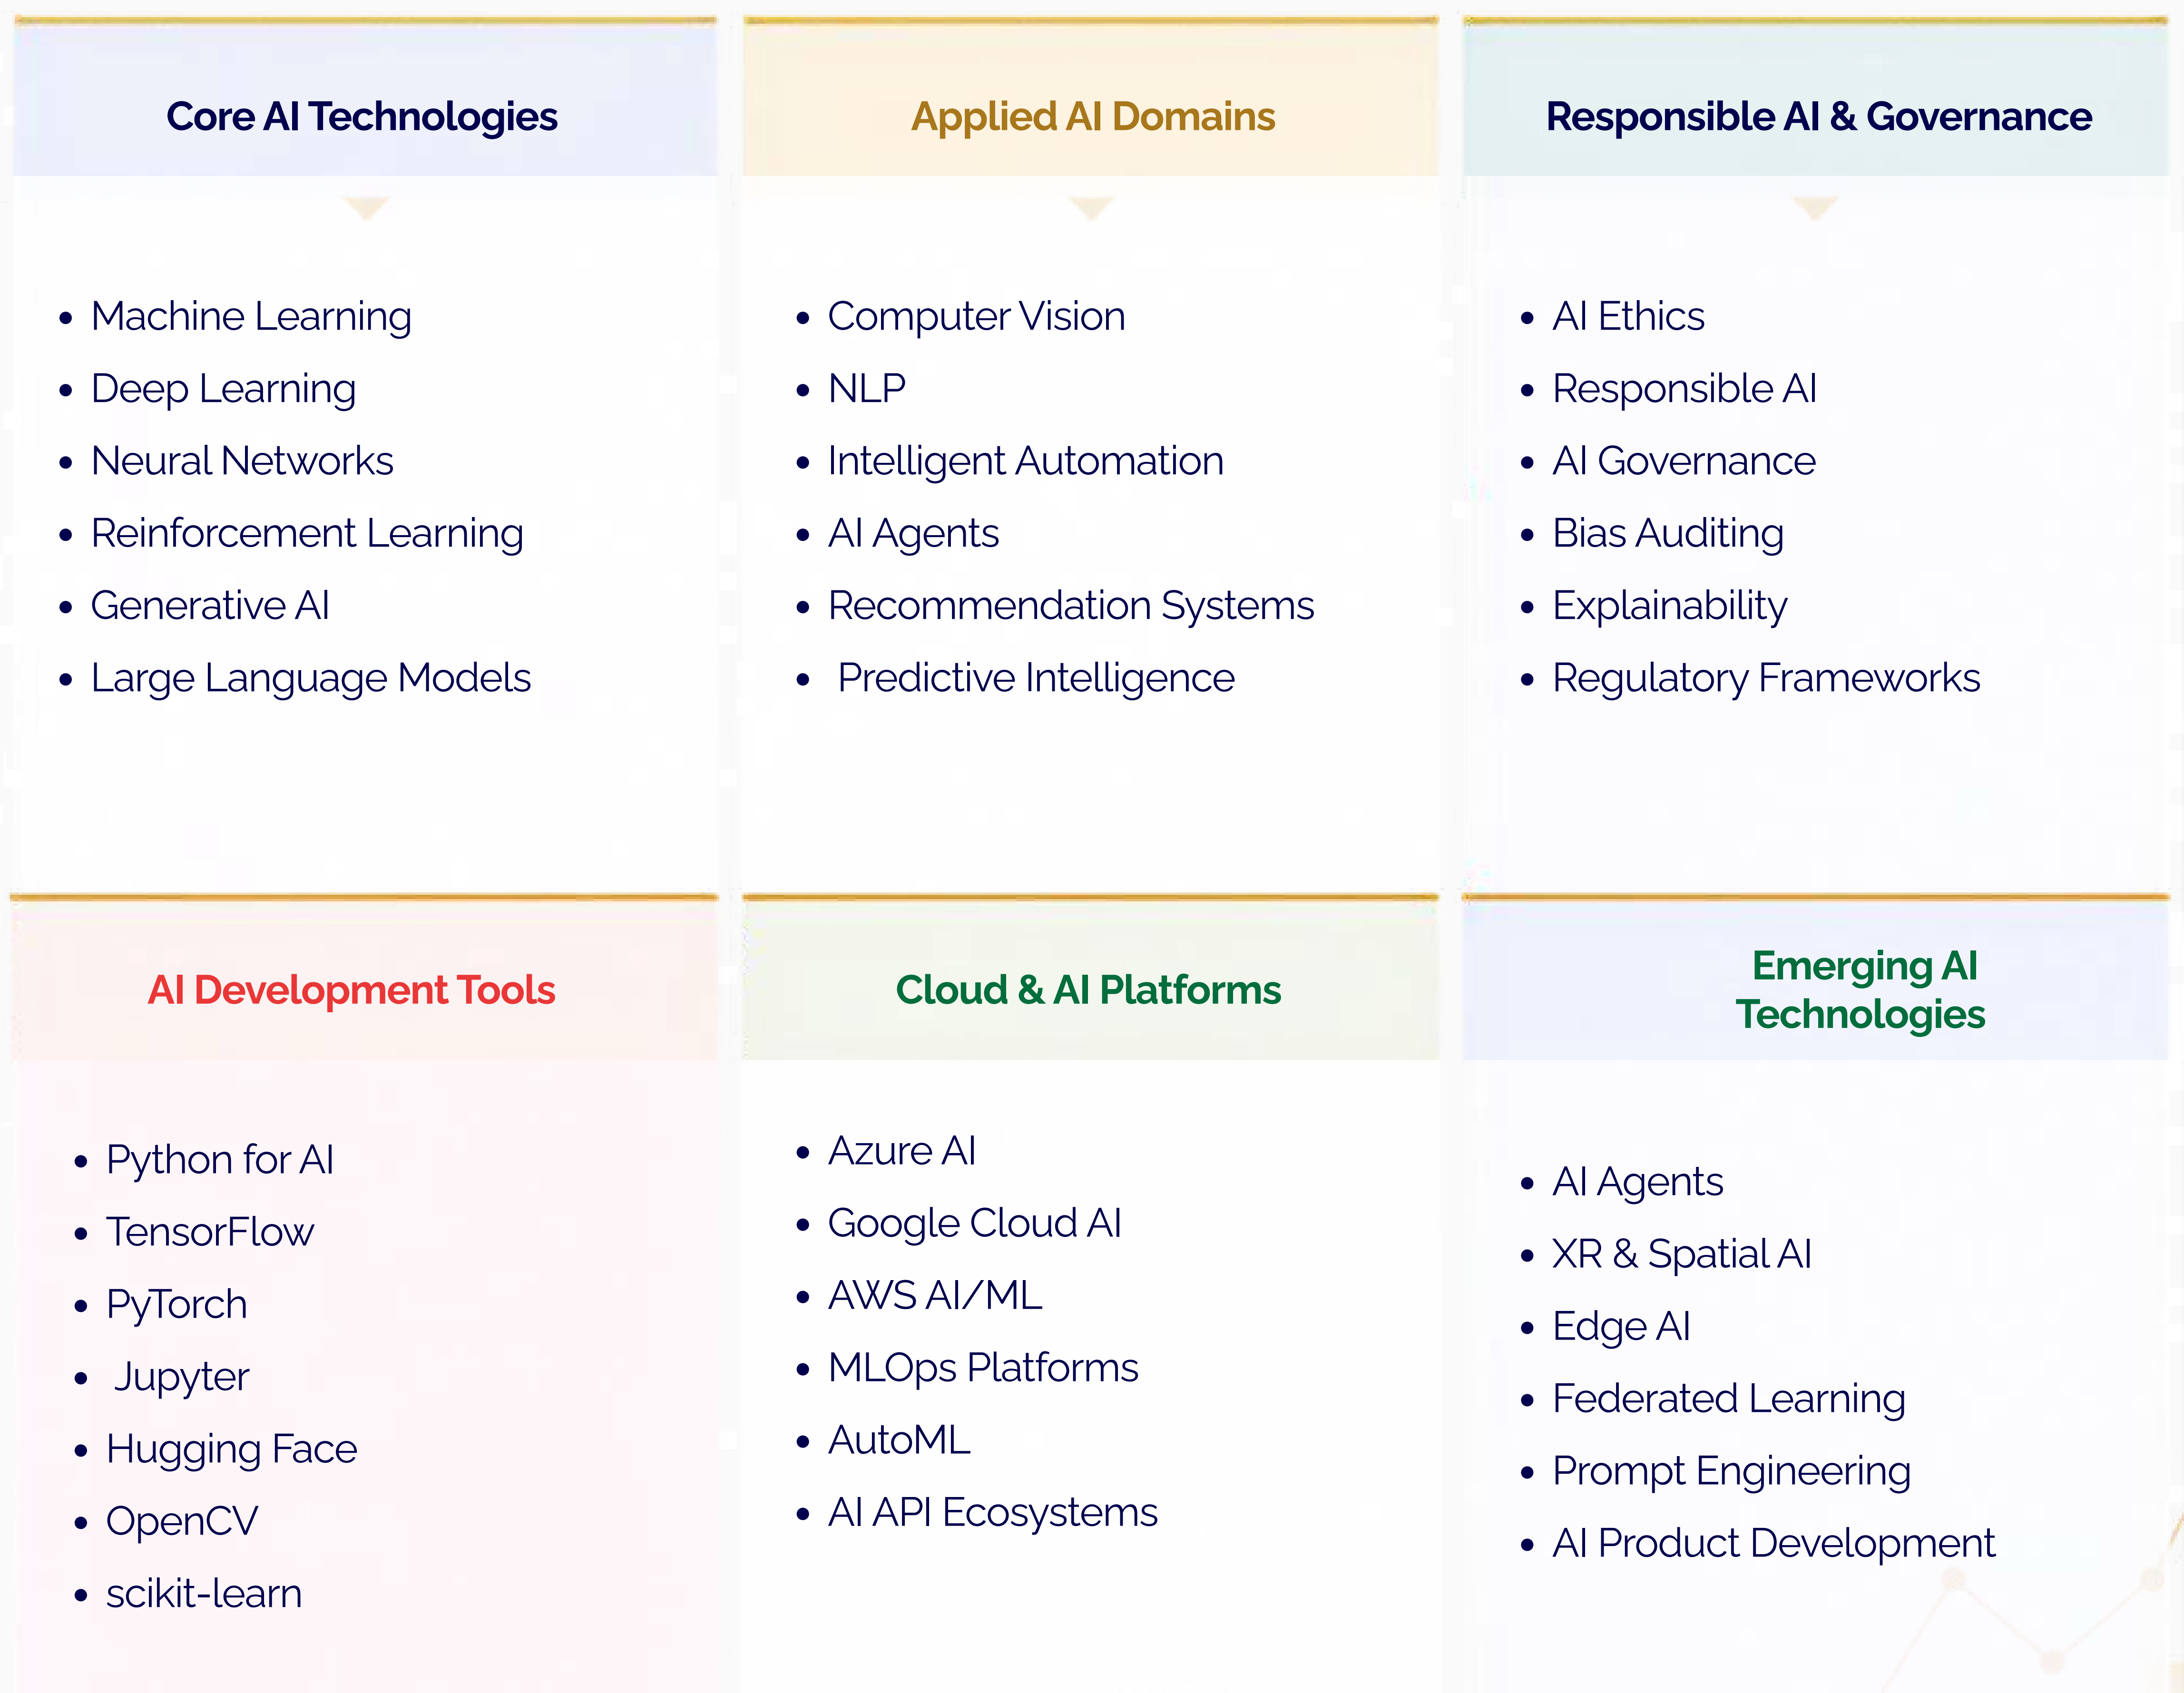 Core AI Technologies
• Machine Learning
• Deep Learning
• Neural Networks
• Reinforcement Learning
• Generative AI
• Large Language Models
Applied AI Domains
• Computer Vision
• NLP
• Intelligent Automation
• AI Agents
• Recommendation Systems
• Predictive Intelligence
Responsible AI & Governance
• AI Ethics
• Responsible AI
• AI Governance
• Bias Auditing
• Explainability
• Regulatory Frameworks
AI Development Tools
• Python for AI
• TensorFlow
• PyTorch
• Jupyter
• Hugging Face
• OpenCV
• scikit-learn
Cloud & AI Platforms
• Azure AI
• Google Cloud AI
• AWS AI/ML
• MLOps Platforms
• AutoML
• AI API Ecosystems
Emerging AI
Technologies
• AI Agents
• XR & Spatial AI
• Edge AI
• Federated Learning
• Prompt Engineering
• AI Product Development